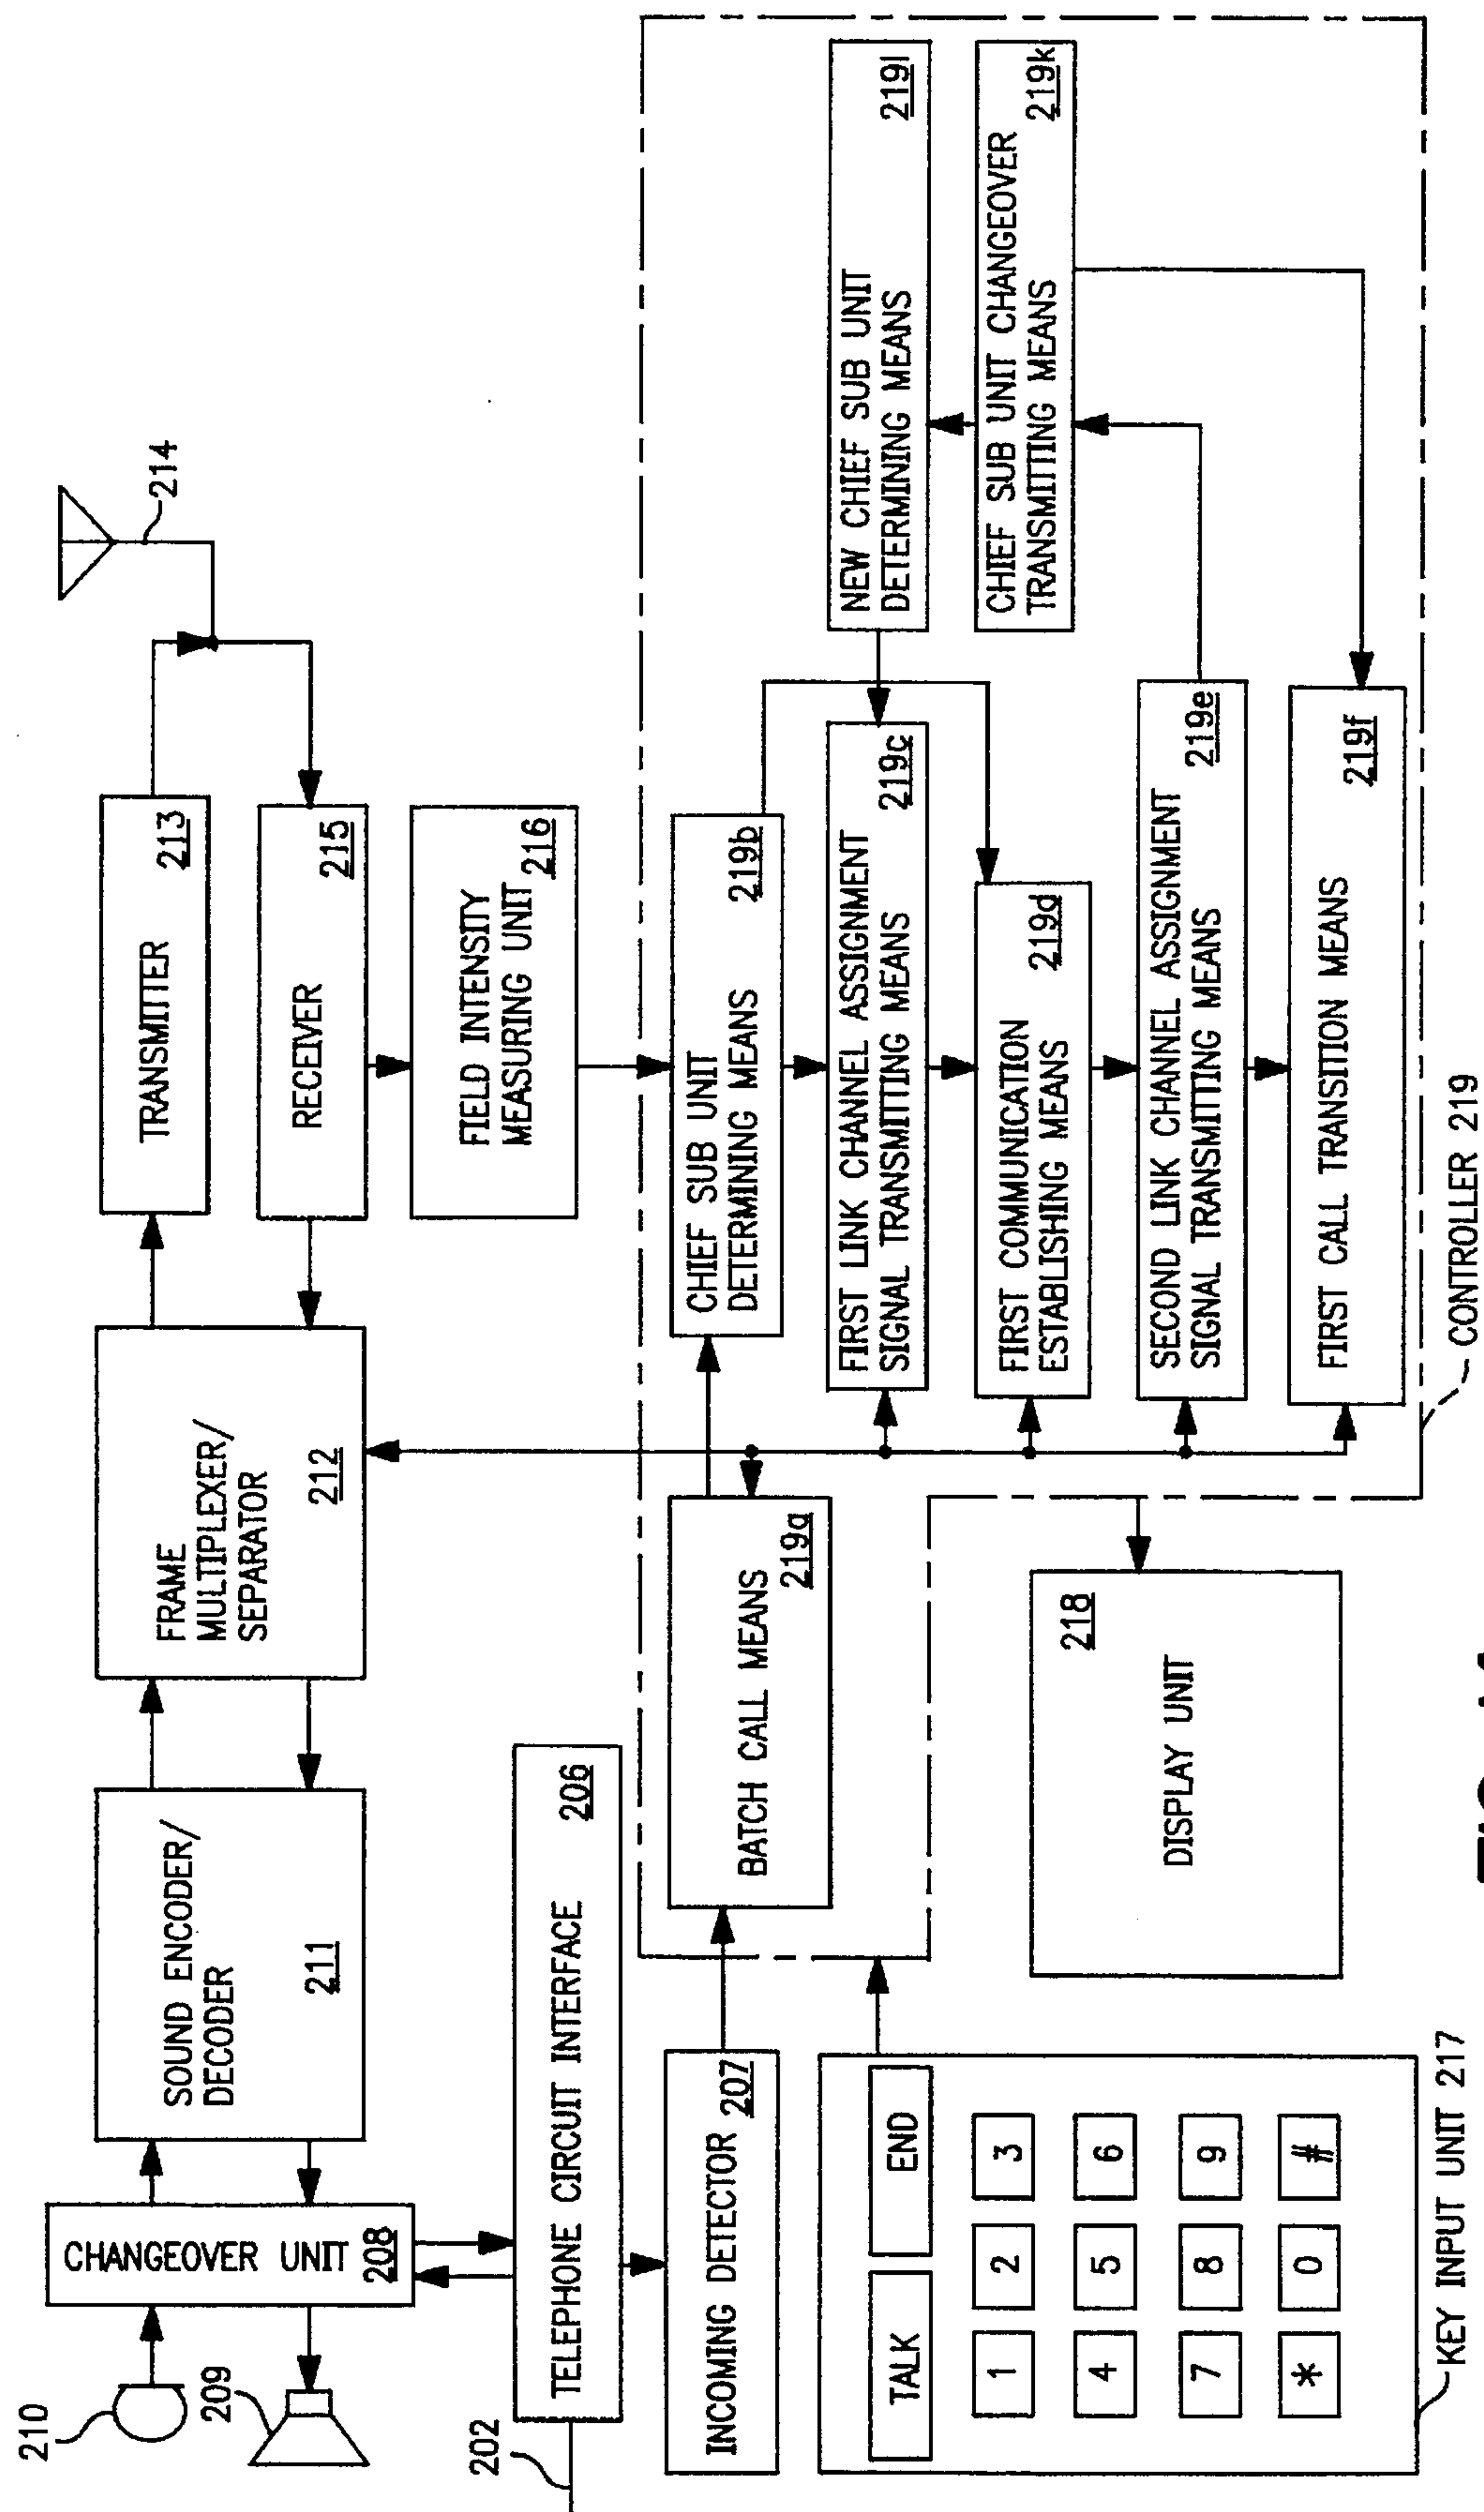 210
209
CHANGEOVER UNIT
208
SOUND ENCODER/
DECODER
211
FRAME
MULTIPLEXER/
SEPARATOR
212
TRANSMITTER
213
RECEIVER
215
214
FIELD INTENSITY
MEASURING UNIT
216
202
TELEPHONE CIRCUIT INTERFACE
206
INCOMING DETECTOR
207
BATCH CALL MEANS
219a
CHIEF SUB UNIT
DETERMINING MEANS
219b
FIRST LINK CHANNEL ASSIGNMENT
SIGNAL TRANSMITTING MEANS
219c
FIRST COMMUNICATION
ESTABLISHING MEANS
219d
SECOND LINK CHANNEL ASSIGNMENT
SIGNAL TRANSMITTING MEANS
219e
FIRST CALL TRANSITION MEANS
219f
NEW CHIEF SUB UNIT
DETERMINING MEANS
219l
CHIEF SUB UNIT CHANGEOVER
TRANSMITTING MEANS
219k
TALK
END
1 2 3
4 5 6
7 8 9
* 0 #
KEY INPUT UNIT 217
DISPLAY UNIT
218
CONTROLLER 219